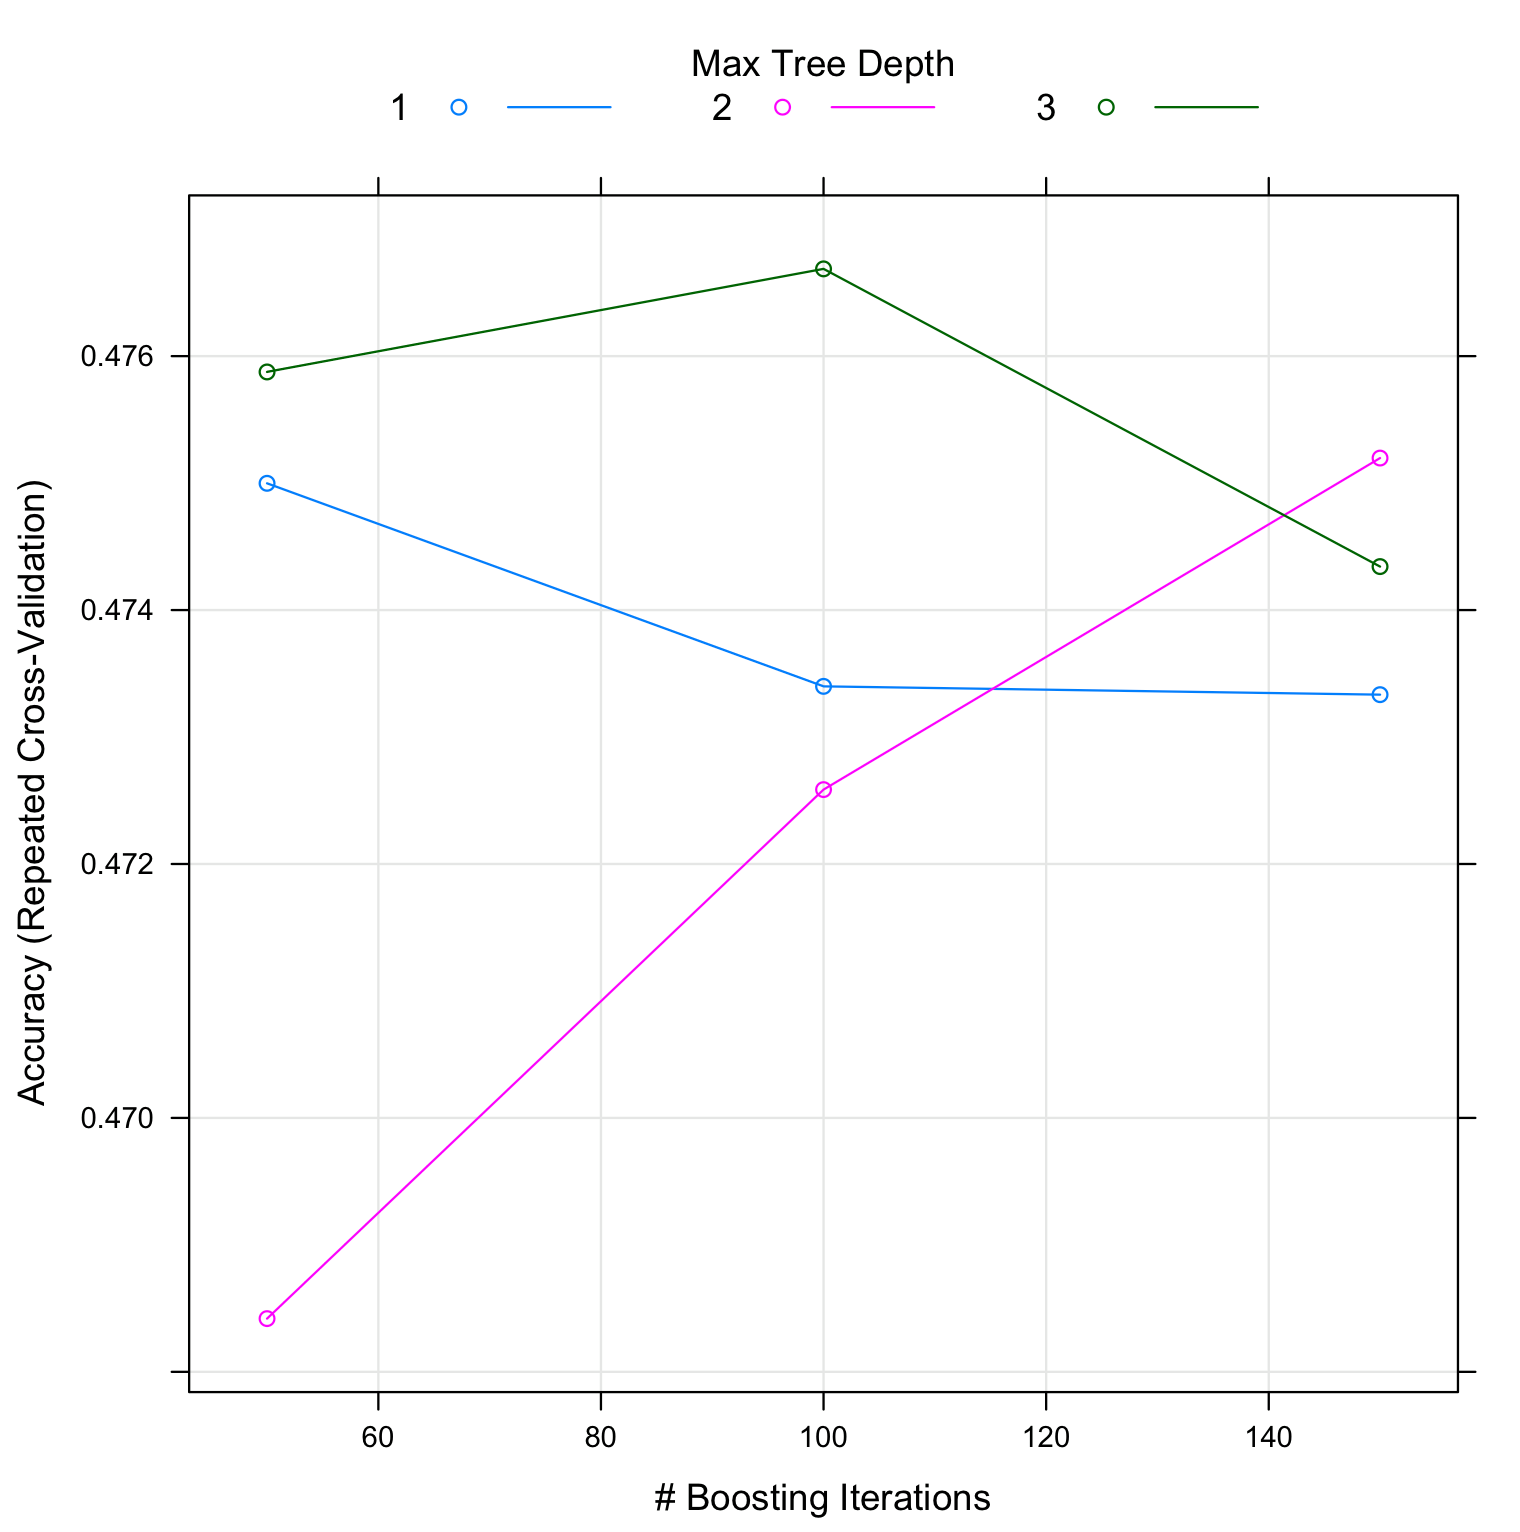 Max Tree Depth
1 2 3
0.476
0.474
0.472
0.470
Accuracy (Repeated Cross-Validation)
60 80 100 120 140
# Boosting Iterations